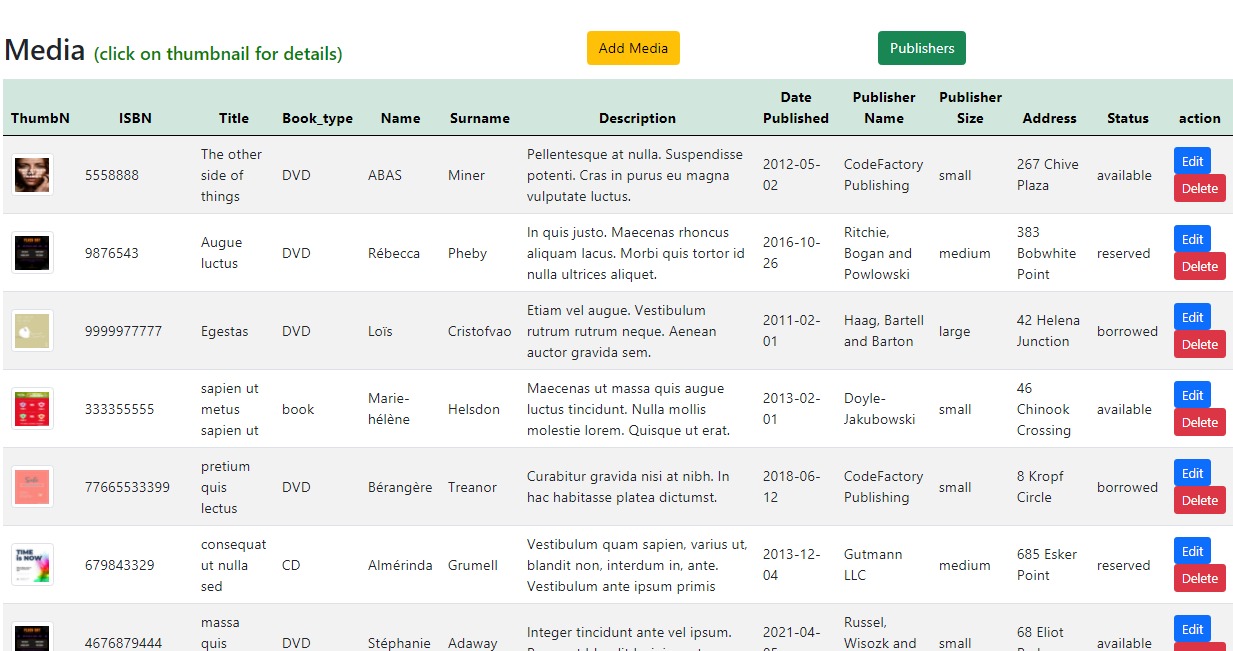 Media (click on thumbnail for details) Add Media Publishers
ThumbN ISBN Title Book_type Name Surname Description Date Published Publisher Name Publisher Size Address Status action
5558888 The other side of things DVD ABAS Miner Pellentesque at nulla. Suspendisse potenti. Cras in purus eu magna vulputate luctus. 2012-05-02 CodeFactory Publishing small 267 Chive Plaza available Edit Delete
9876543 Augue luctus DVD Rébecca Pheby In quis justo. Maecenas rhoncus aliquam lacus. Morbi quis tortor id nulla ultrices aliquet. 2016-10-26 Ritchie, Bogan and Powlowski medium 383 Bobwhite Point reserved Edit Delete
9999977777 Egestas DVD Loïs Cristofvao Etiam vel augue. Vestibulum rutrum rutrum neque. Aenean auctor gravida sem. 2011-02-01 Haag, Bartell and Barton large 42 Helena Junction borrowed Edit Delete
333355555 sapien ut metus sapien ut book Marie-hélène Helsdon Maecenas ut massa quis augue luctus tincidunt. Nulla mollis molestie lorem. Quisque ut erat. 2013-02-01 Doyle-Jakubowski small 46 Chinook Crossing available Edit Delete
77665533399 pretium quis lectus DVD Bérangère Treanor Curabitur gravida nisi at nibh. In hac habitasse platea dictumst. 2018-06-12 CodeFactory Publishing small 8 Kropf Circle borrowed Edit Delete
TIME is NOW
679843329 consequat ut nulla sed CD Almérinda Grumell Vestibulum quam sapien, varius ut, blandit non, interdum in, ante. Vestibulum ante ipsum primis 2013-12-04 Gutmann LLC medium 685 Esker Point reserved Edit Delete
4676879444 massa quis DVD Stéphanie Adaway Integer tincidunt ante vel ipsum. 2021-04- Russel, Wisozk and small 68 Eliot available Edit